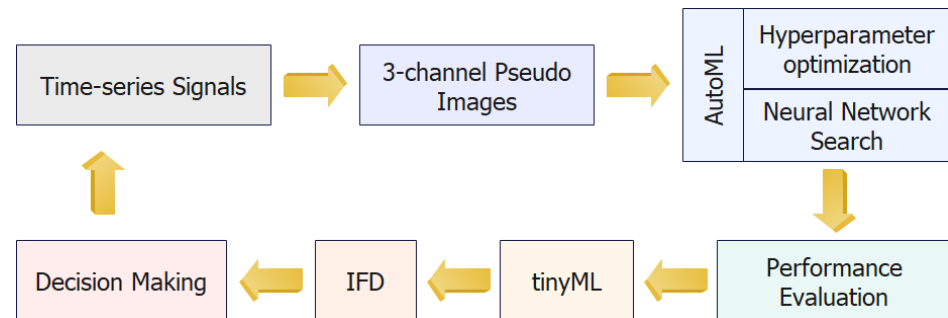 Time-series Signals
3-channel Pseudo
Images
AutoML
Hyperparameter
optimization
Neural Network
Search
Decision Making
IFD
tinyML
Performance
Evaluation